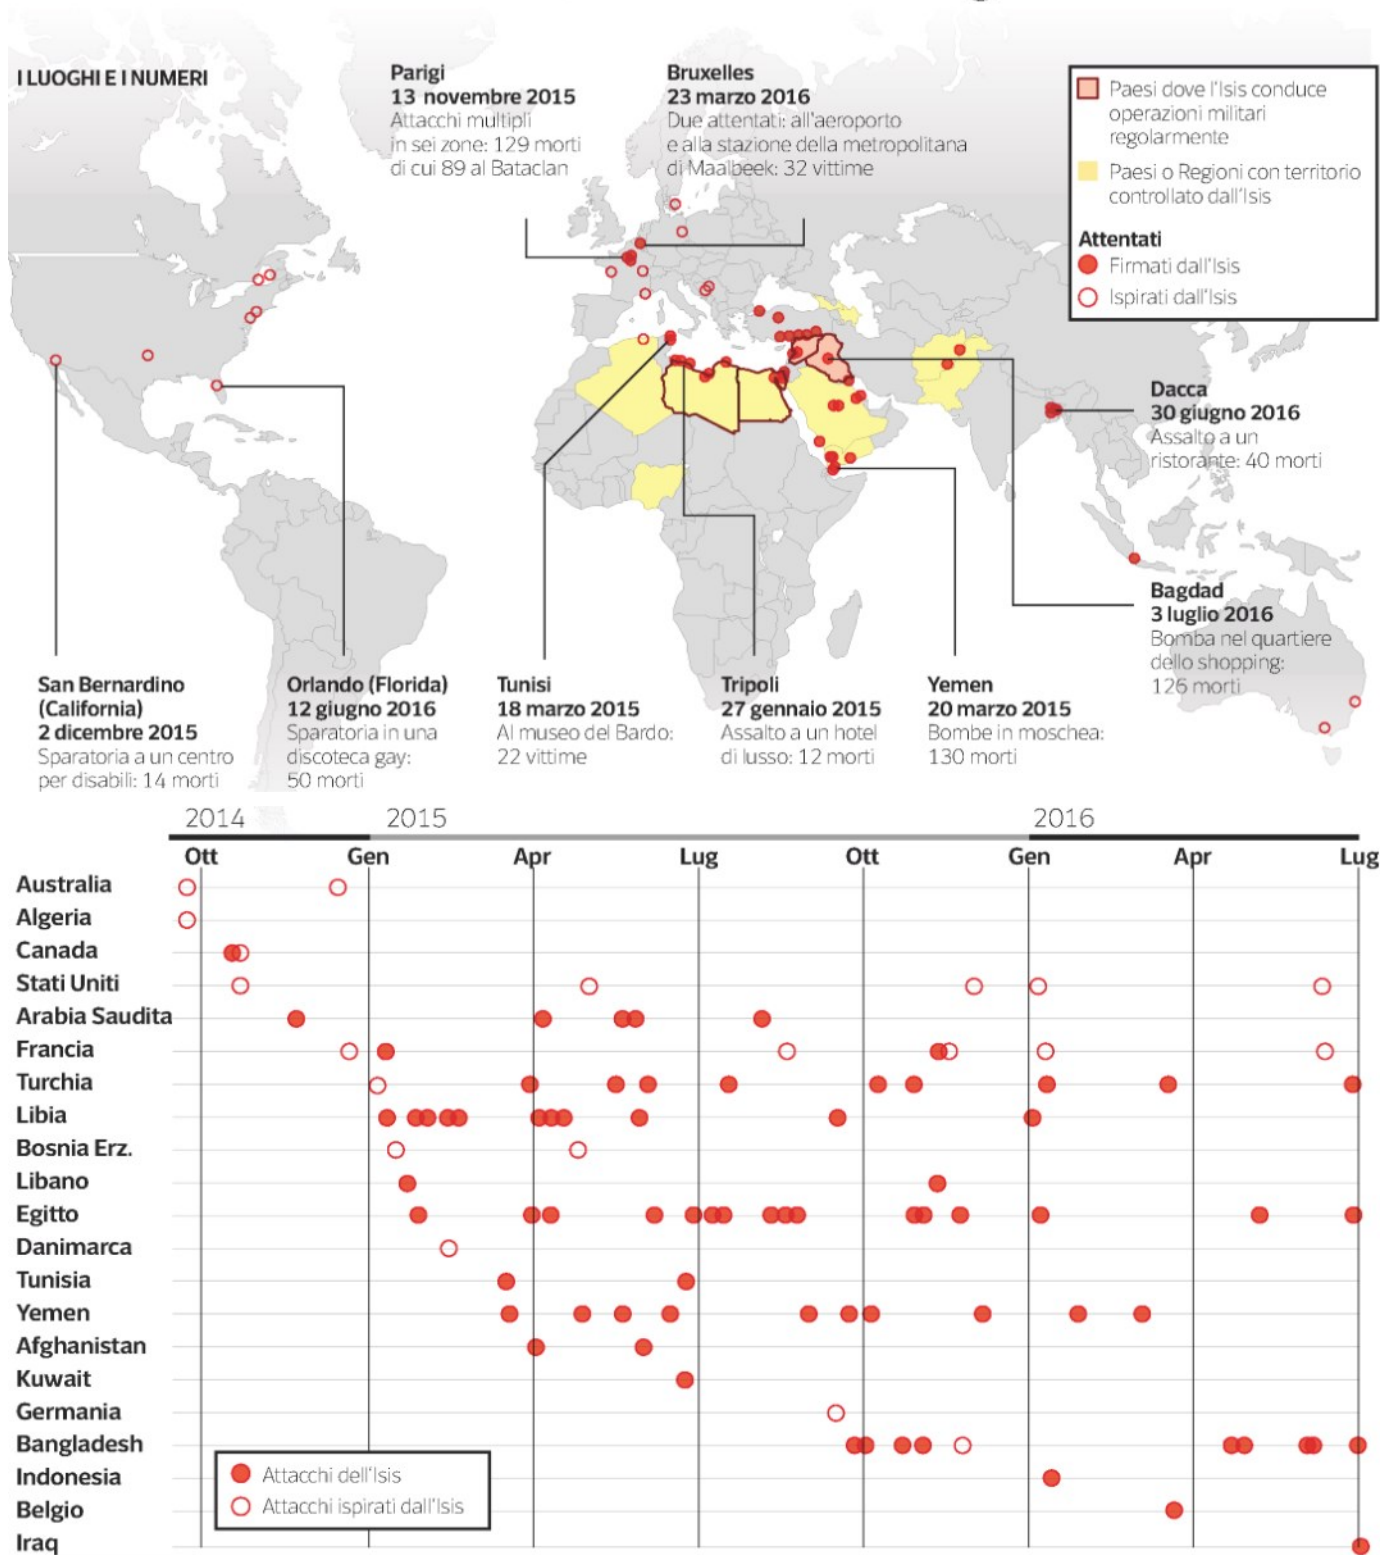 I LUOGHI E I NUMERI
Parigi
13 novembre 2015
Attacchi multipli
in sei zone: 129 morti
di cui 89 al Bataclan
Bruxelles
23 marzo 2016
Due attentati: all'aeroporto
e alla stazione della metropolitana
di Maalbeek: 32 vittime
Paesi dove l'Isis conduce
operazioni militari
regolarmente
Paesi o Regioni con territorio
controllato dall'Isis
Attentati
Firmati dall'Isis
Ispirati dall'Isis
Dacca
30 giugno 2016
Assalto a un
ristorante: 40 morti
Bagdad
3 luglio 2016
Bomba nel quartiere
dello shopping:
126 morti
San Bernardino
(California)
2 dicembre 2015
Sparatoria a un centro
per disabili: 14 morti
Orlando (Florida)
12 giugno 2016
Sparatoria in una
discoteca gay:
50 morti
Tunisi
18 marzo 2015
Al museo del Bardo:
22 vittime
Tripoli
27 gennaio 2015
Assalto a un hotel
di lusso: 12 morti
Yemen
20 marzo 2015
Bombe in moschea:
130 morti
2014 2015 2016
Ott Gen Apr Lug Ott Gen Apr Lug
Australia
Algeria
Canada
Stati Uniti
Arabia Saudita
Francia
Turchia
Libia
Bosnia Erz.
Libano
Egitto
Danimarca
Tunisia
Yemen
Afghanistan
Kuwait
Germania
Bangladesh
Indonesia
Belgio
Iraq
Attacchi dell'Isis
Attacchi ispirati dall'Isis